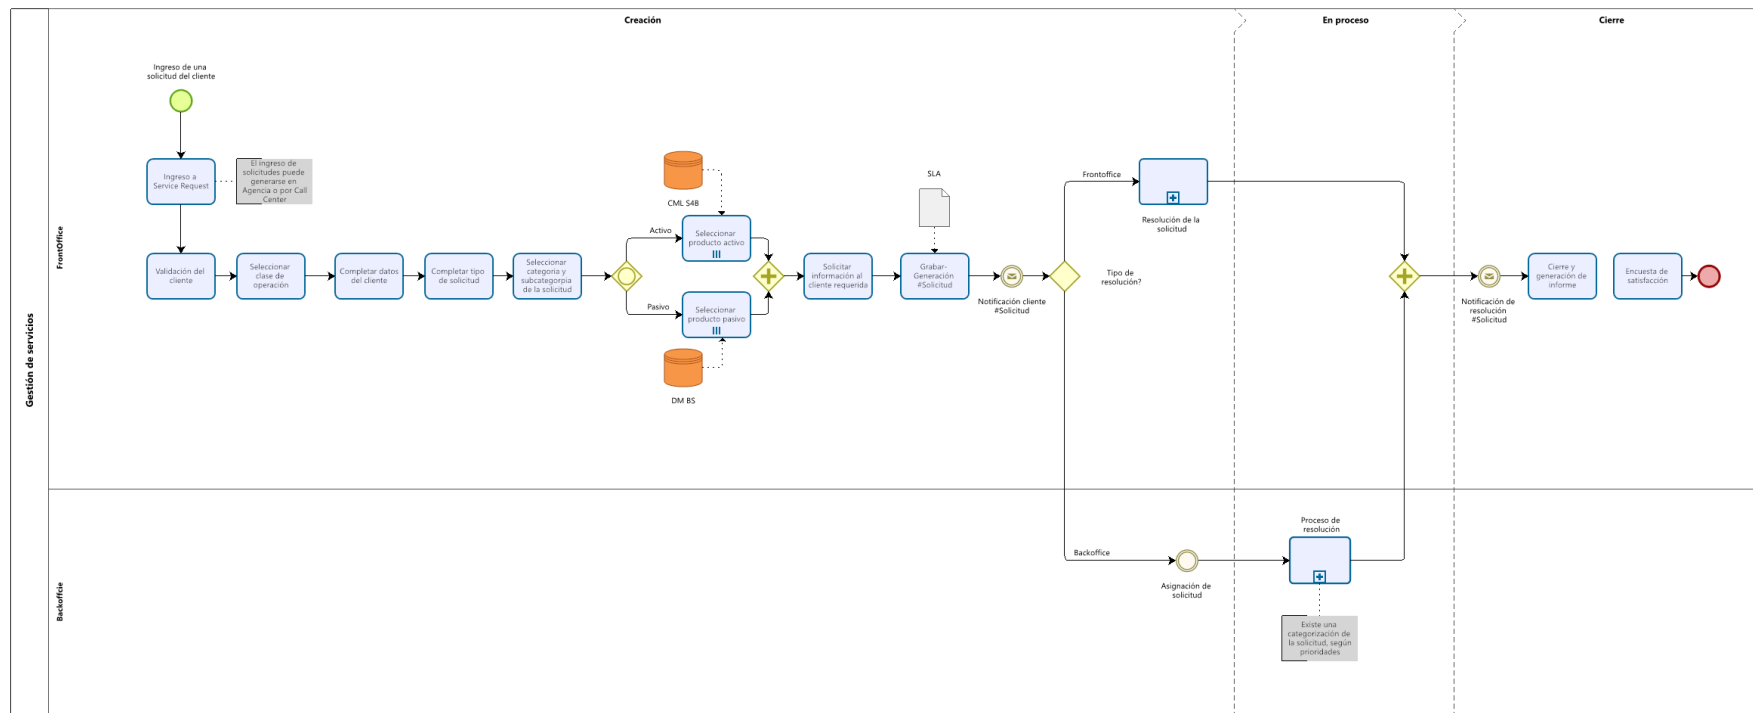 Creación
En proceso
Cierre
Gestión de servicios
FrontOffice
Backoffcie
Ingreso de una
solicitud del cliente
Ingreso a
Service Request
El ingreso de
solicitudes puede
generarse en
Agencia o por Call
Center
Validación del
cliente
Seleccionar
clase de
operación
Completar datos
del cliente
Completar tipo
de solicitud
Seleccionar
categoria y
subcategorpia
de la solicitud
Activo
Pasivo
CML S4B
Seleccionar
producto activo
Seleccionar
producto pasivo
DM BS
Solicitar
información al
cliente requerida
SLA
Grabar-
Generación
#Solicitud
Notificación cliente
#Solicitud
Tipo de
resolución?
Frontoffice
Resolución de la
solicitud
Backoffice
Asignación de
solicitud
Proceso de
resolución
Existe una
categorización de
la solicitud, según
prioridades
Notificación de
resolución
#Solicitud
Cierre y
generación de
informe
Encuesta de
satisfacción